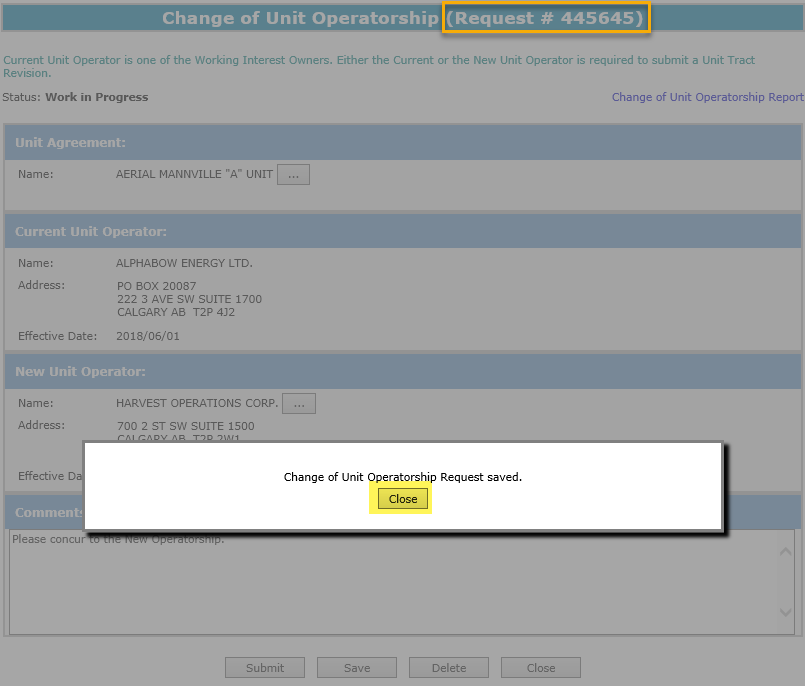 Change of Unit Operatorship (Request # 445645)
Current Unit Operator is one of the Working Interest Owners. Either the Current or the New Unit Operator is required to submit a Unit Tract
Revision.
Status: Work in Progress
Change of Unit Operatorship Report
Unit Agreement:
Name: AERIAL MANNVILLE "A" UNIT ...
Current Unit Operator:
Name: ALPHABOW ENERGY LTD.
Address: PO BOX 20087
222 3 AVE SW SUITE 1700
CALGARY AB T2P 4J2
Effective Date: 2018/06/01
New Unit Operator:
Name: HARVEST OPERATIONS CORP. ...
Address: 700 2 ST SW SUITE 1500
CALGARY AB T2P 2W1
Effective Da
Change of Unit Operatorship Request saved.
Close
Comments
Please concur to the New Operatorship.
Submit Save Delete Close